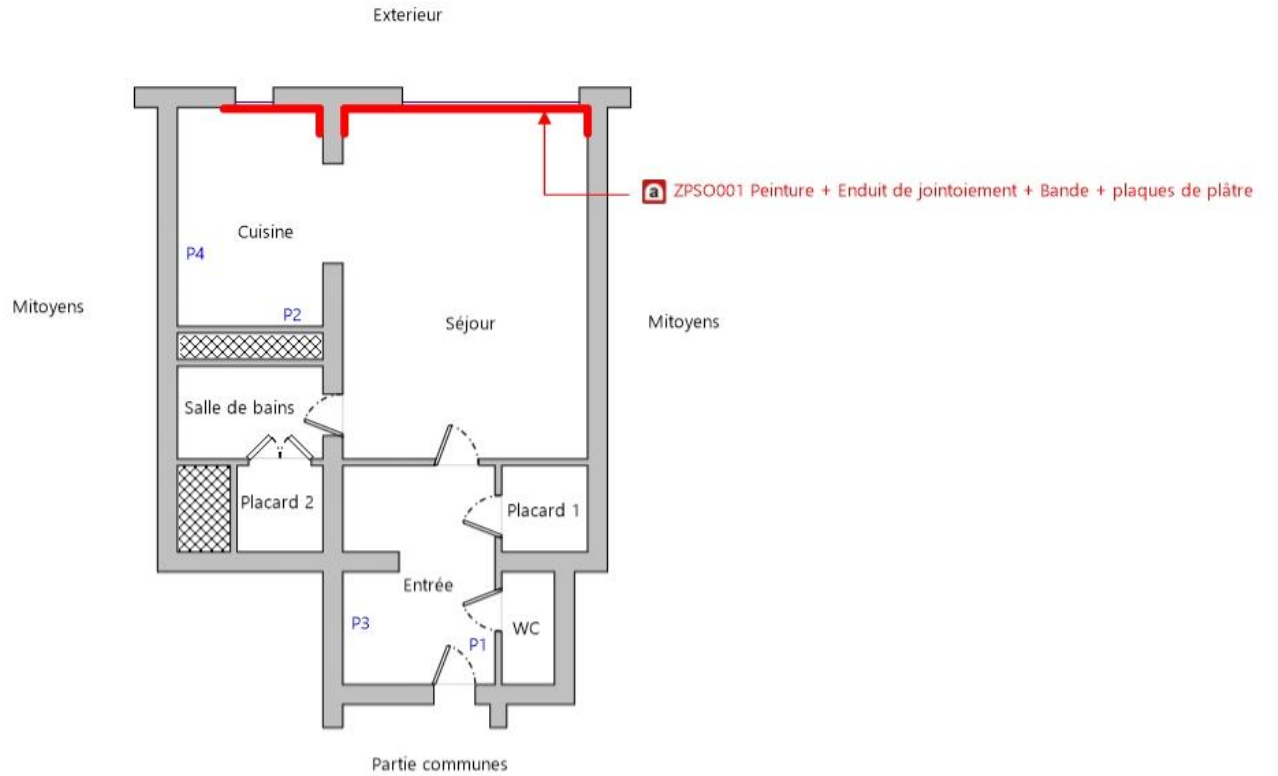 Exterieur
a ZPSO001 Peinture + Enduit de jointoiement + Bande + plaques de plâtre
Cuisine
P4
Mitoyens
P2
Séjour
Mitoyens
Salle de bains
Placard 2
Placard 1
Entrée
P3
WC
P1
Partie communes